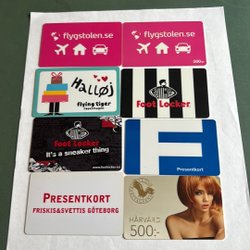 flygstolen.se
flygstolen.se
500 kr
Halløj
flying tiger
copenhagen
Foot Locker
Foot Locker
It's a sneaker thing
Presentkort
PRESENTKORT
FRISKIS&SVETTIS GÖTEBORG
HÅRVÅRD
500:-